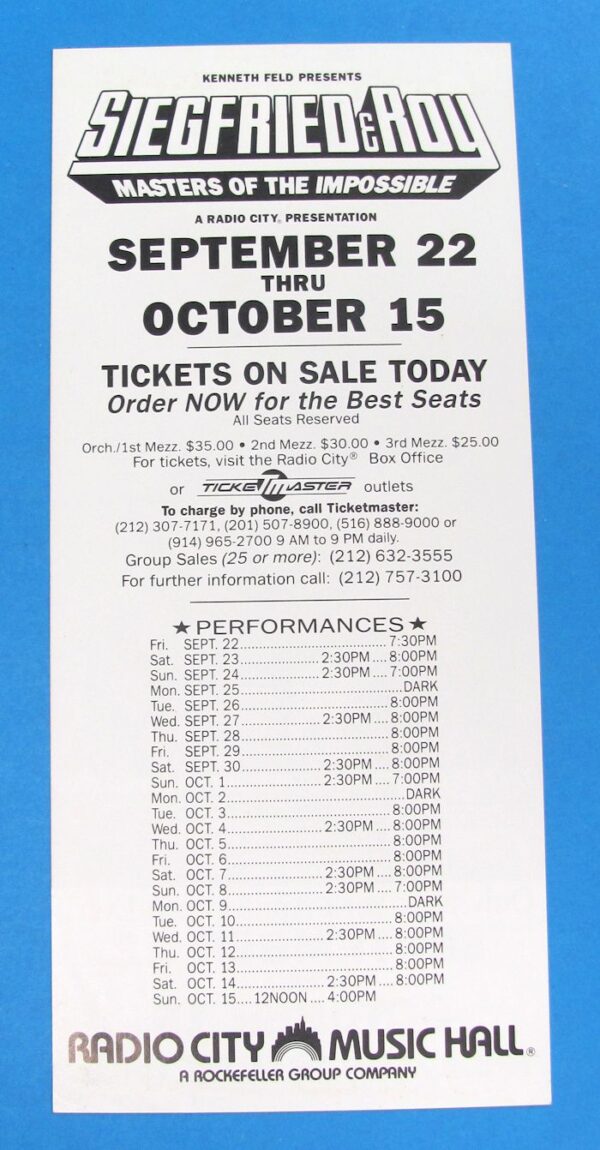 KENNETH FELD PRESENTS
SIEGFRIED & ROY
MASTERS OF THE IMPOSSIBLE
A RADIO CITY® PRESENTATION
SEPTEMBER 22
THRU
OCTOBER 15
TICKETS ON SALE TODAY
Order NOW for the Best Seats
All Seats Reserved
Orch./1st Mezz. $35.00 • 2nd Mezz. $30.00 • 3rd Mezz. $25.00
For tickets, visit the Radio City® Box Office
or TICKETMASTER outlets
To charge by phone, call Ticketmaster:
(212) 307-7171, (201) 507-8900, (516) 888-9000 or
(914) 965-2700 9 AM to 9 PM daily.
Group Sales (25 or more): (212) 632-3555
For further information call: (212) 757-3100
★ PERFORMANCES ★
Fri. SEPT. 22........................................7:30PM
Sat. SEPT. 23......................2:30PM....8:00PM
Sun. SEPT. 24......................2:30PM....7:00PM
Mon. SEPT. 25............................................DARK
Tue. SEPT. 26........................................8:00PM
Wed. SEPT. 27......................2:30PM....8:00PM
Thu. SEPT. 28........................................8:00PM
Fri. SEPT. 29........................................8:00PM
Sat. SEPT. 30......................2:30PM....8:00PM
Sun. OCT. 1..........................2:30PM....7:00PM
Mon. OCT. 2................................................DARK
Tue. OCT. 3............................................8:00PM
Wed. OCT. 4..........................2:30PM....8:00PM
Thu. OCT. 5............................................8:00PM
Fri. OCT. 6............................................8:00PM
Sat. OCT. 7..........................2:30PM....8:00PM
Sun. OCT. 8..........................2:30PM....7:00PM
Mon. OCT. 9................................................DARK
Tue. OCT. 10..........................................8:00PM
Wed. OCT. 11........................2:30PM....8:00PM
Thu. OCT. 12..........................................8:00PM
Fri. OCT. 13..........................................8:00PM
Sat. OCT. 14........................2:30PM....8:00PM
Sun. OCT. 15....12NOON....4:00PM
RADIO CITY MUSIC HALL®
A ROCKEFELLER GROUP COMPANY